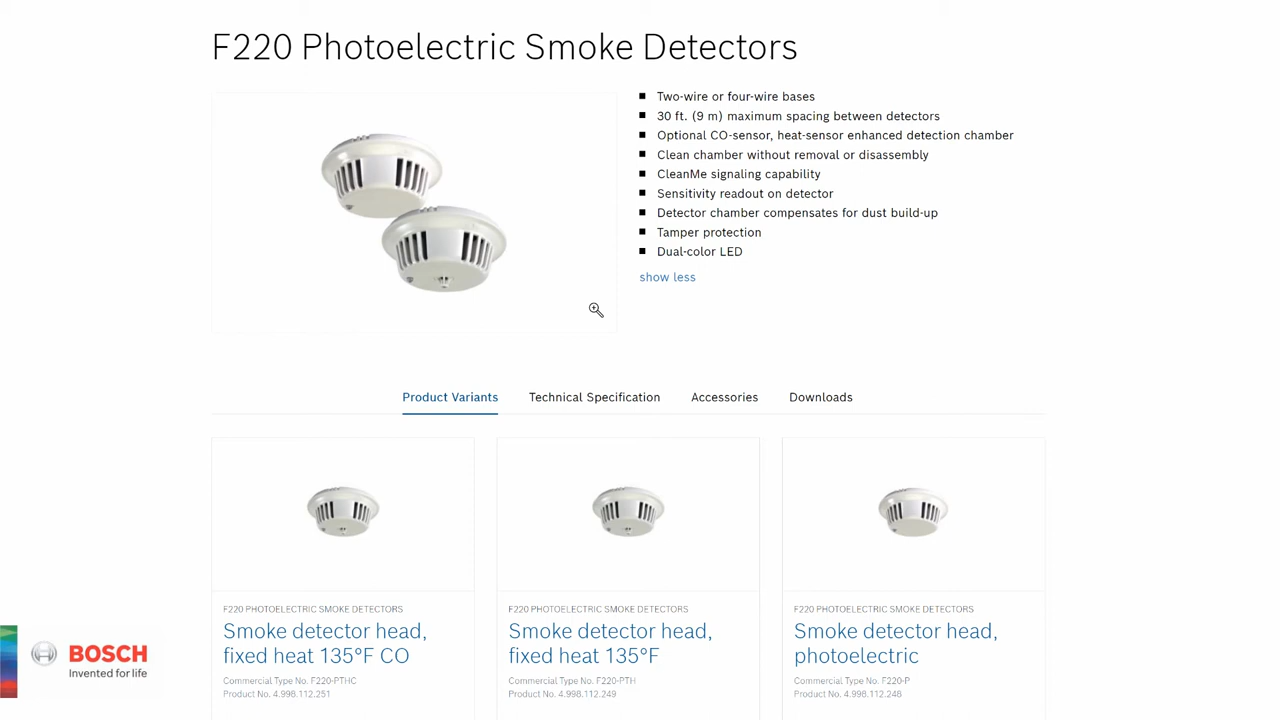 F220 Photoelectric Smoke Detectors
Two-wire or four-wire bases
30 ft. (9 m) maximum spacing between detectors
Optional CO-sensor, heat-sensor enhanced detection chamber
Clean chamber without removal or disassembly
CleanMe signaling capability
Sensitivity readout on detector
Detector chamber compensates for dust build-up
Tamper protection
Dual-color LED
show less
Product Variants
Technical Specification
Accessories
Downloads
F220 PHOTOELECTRIC SMOKE DETECTORS
Smoke detector head,
fixed heat 135°F CO
Commercial Type No. F220-PTHC
Product No. 4.998.112.251
F220 PHOTOELECTRIC SMOKE DETECTORS
Smoke detector head,
fixed heat 135°F
Commercial Type No. F220-PTH
Product No. 4.998.112.249
F220 PHOTOELECTRIC SMOKE DETECTORS
Smoke detector head,
photoelectric
Commercial Type No. F220-P
Product No. 4.998.112.248
BOSCH
Invented for life